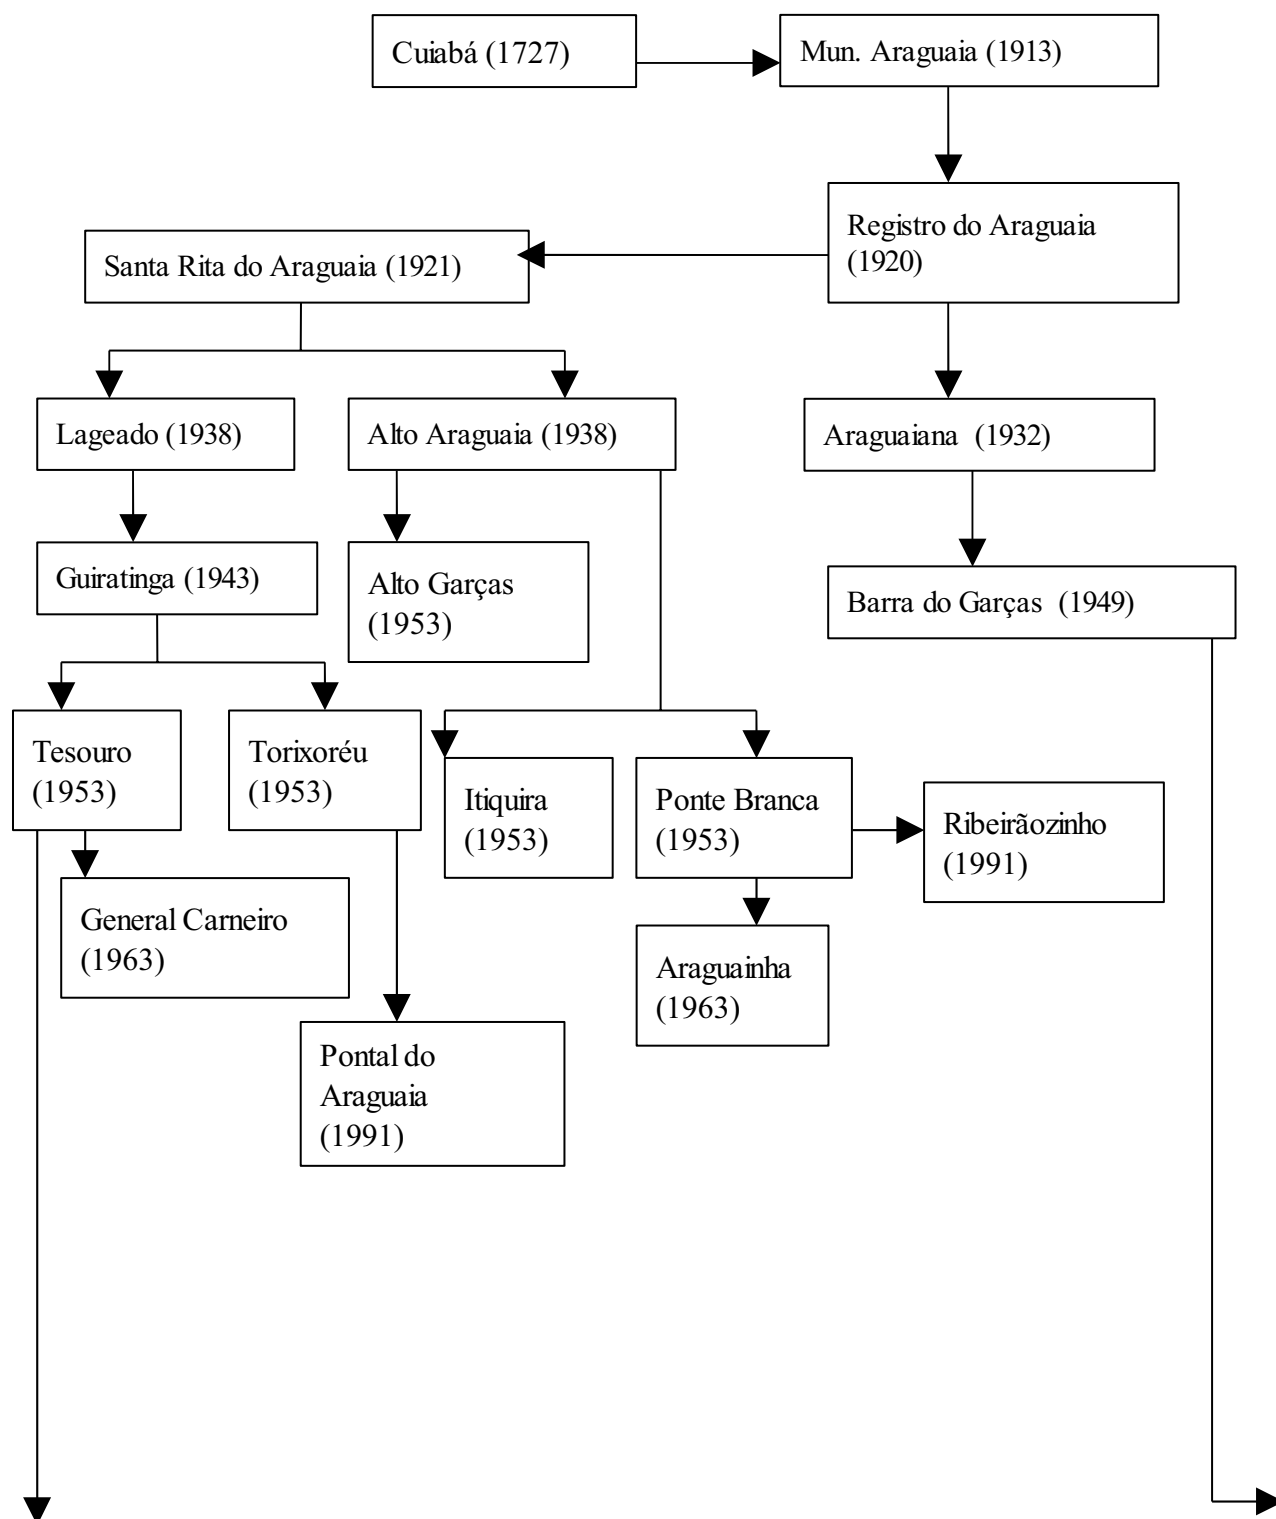 Cuiabá (1727)
Mun. Araguaia (1913)
Registro do Araguaia
(1920)
Santa Rita do Araguaia (1921)
Lageado (1938)
Alto Araguaia (1938)
Araguaiana  (1932)
Guiratinga (1943)
Alto Garças
(1953)
Barra do Garças  (1949)
Tesouro
(1953)
Torixoréu
(1953)
Itiquira
(1953)
Ponte Branca
(1953)
Ribeirãozinho
(1991)
General Carneiro
(1963)
Araguainha
(1963)
Pontal do
Araguaia
(1991)